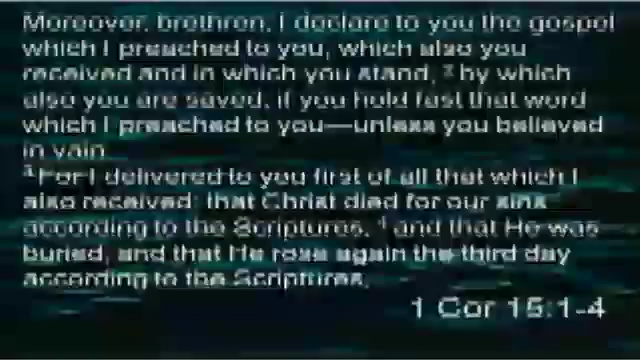 Moreover, brethren, I declare to you the gospel
which I preached to you, which also you
received and in which you stand, ² by which
also you are saved, if you hold fast that word
which I preached to you—unless you believed
in vain.
³ For I delivered to you first of all that which I
also received: that Christ died for our sins
according to the Scriptures, ⁴ and that He was
buried, and that He rose again the third day
according to the Scriptures,
1 Cor 15:1-4